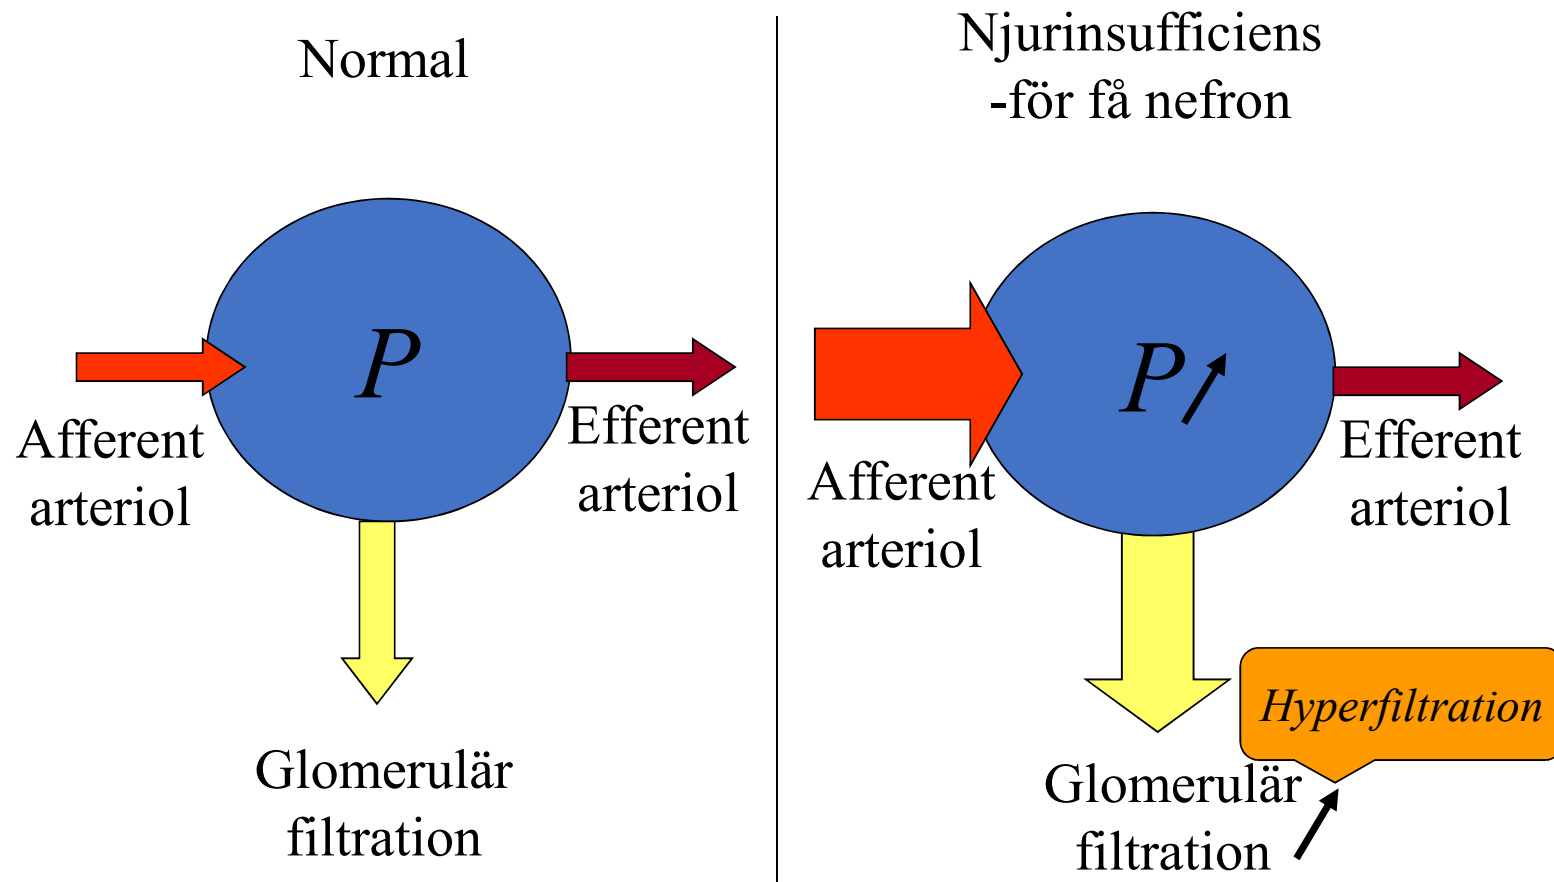 Normal
P
Afferent
arteriol
Efferent
arteriol
Glomerulär
filtration
Njurinsufficiens
-för få nefron
P
Afferent
arteriol
Efferent
arteriol
Hyperfiltration
Glomerulär
filtration